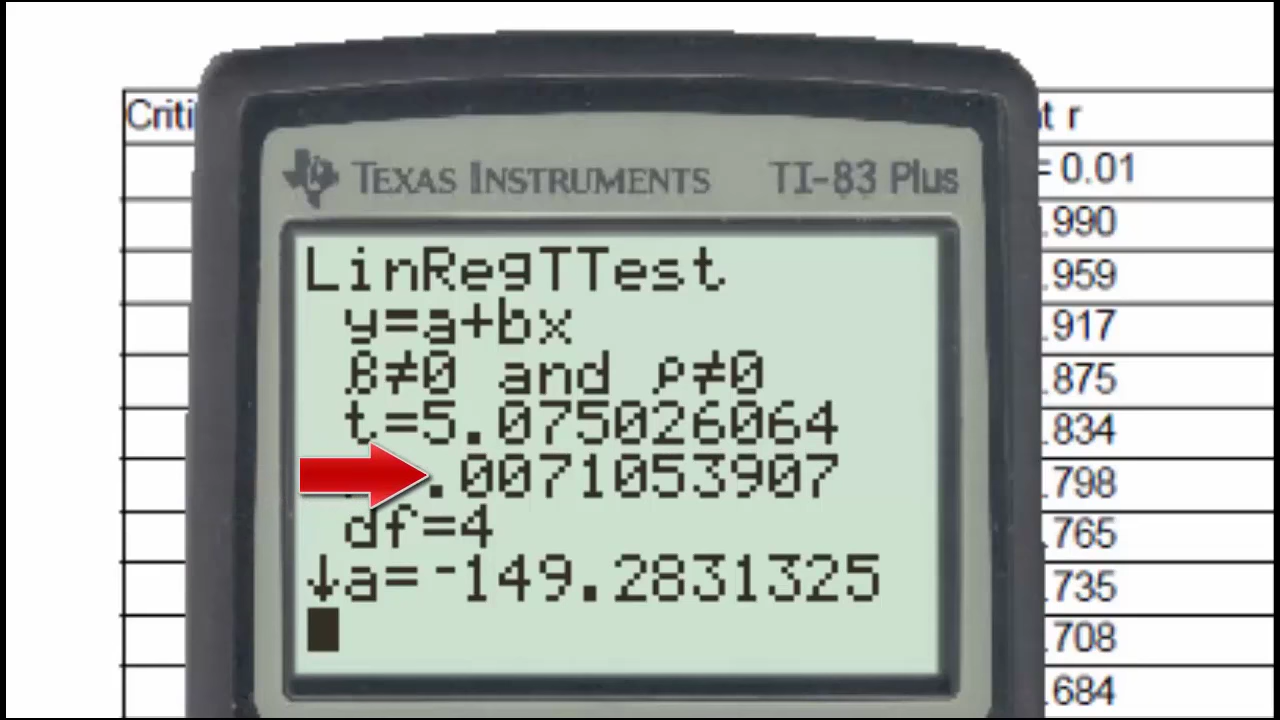 Criti
t r
TEXAS INSTRUMENTS TI-83 Plus
= 0.01
.990
LinRegTTest
.959
y=a+bx
.917
β≠0 and ρ≠0
.875
t=5.075026064
.834
.0071053907
.798
df=4
.765
↓a=-149.2831325
.735
.708
.684